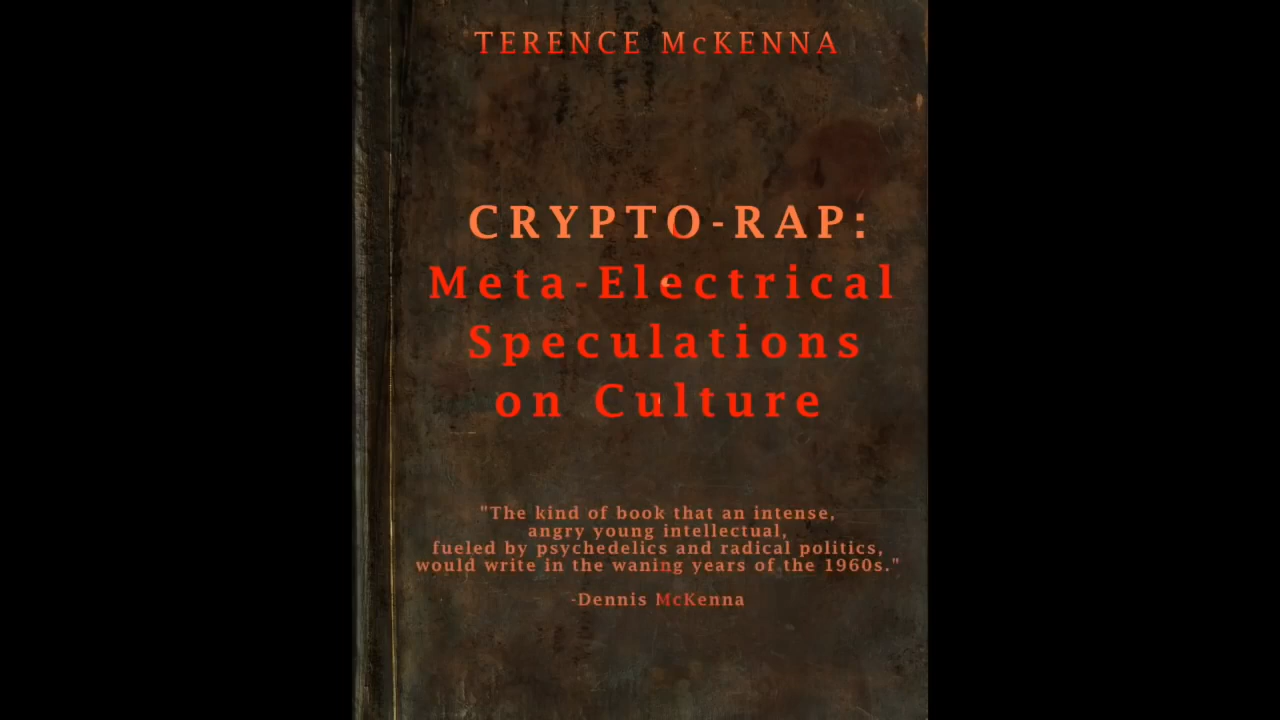 TERENCE McKENNA
CRYPTO-RAP:
Meta-Electrical
Speculations
on Culture
"The kind of book that an intense,
angry young intellectual,
fueled by psychedelics and radical politics,
would write in the waning years of the 1960s."
-Dennis McKenna